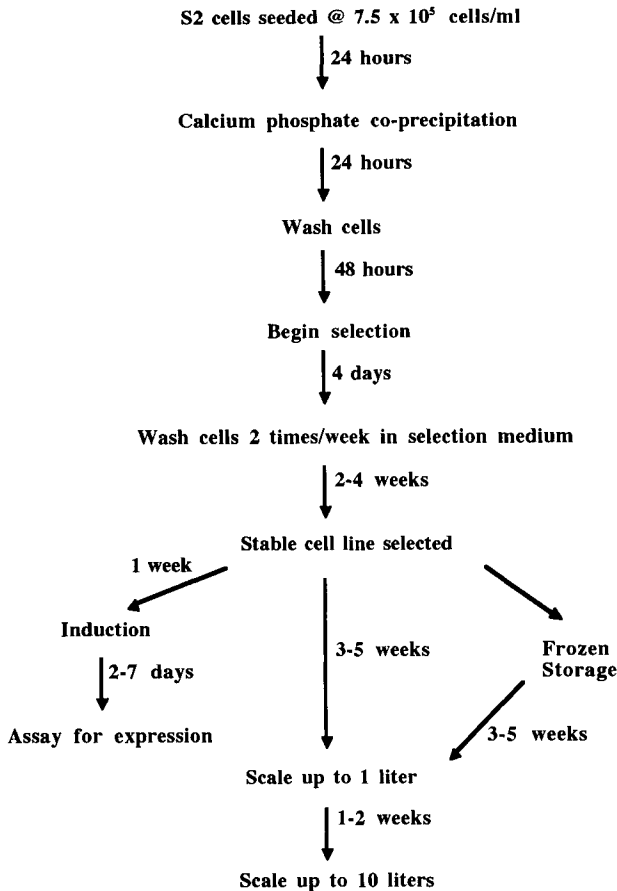 S2 cells seeded @ 7.5 x 10⁵ cells/ml
24 hours
Calcium phosphate co-precipitation
24 hours
Wash cells
48 hours
Begin selection
4 days
Wash cells 2 times/week in selection medium
2-4 weeks
Stable cell line selected
1 week
Induction
2-7 days
Assay for expression
3-5 weeks
Frozen
Storage
3-5 weeks
Scale up to 1 liter
1-2 weeks
Scale up to 10 liters